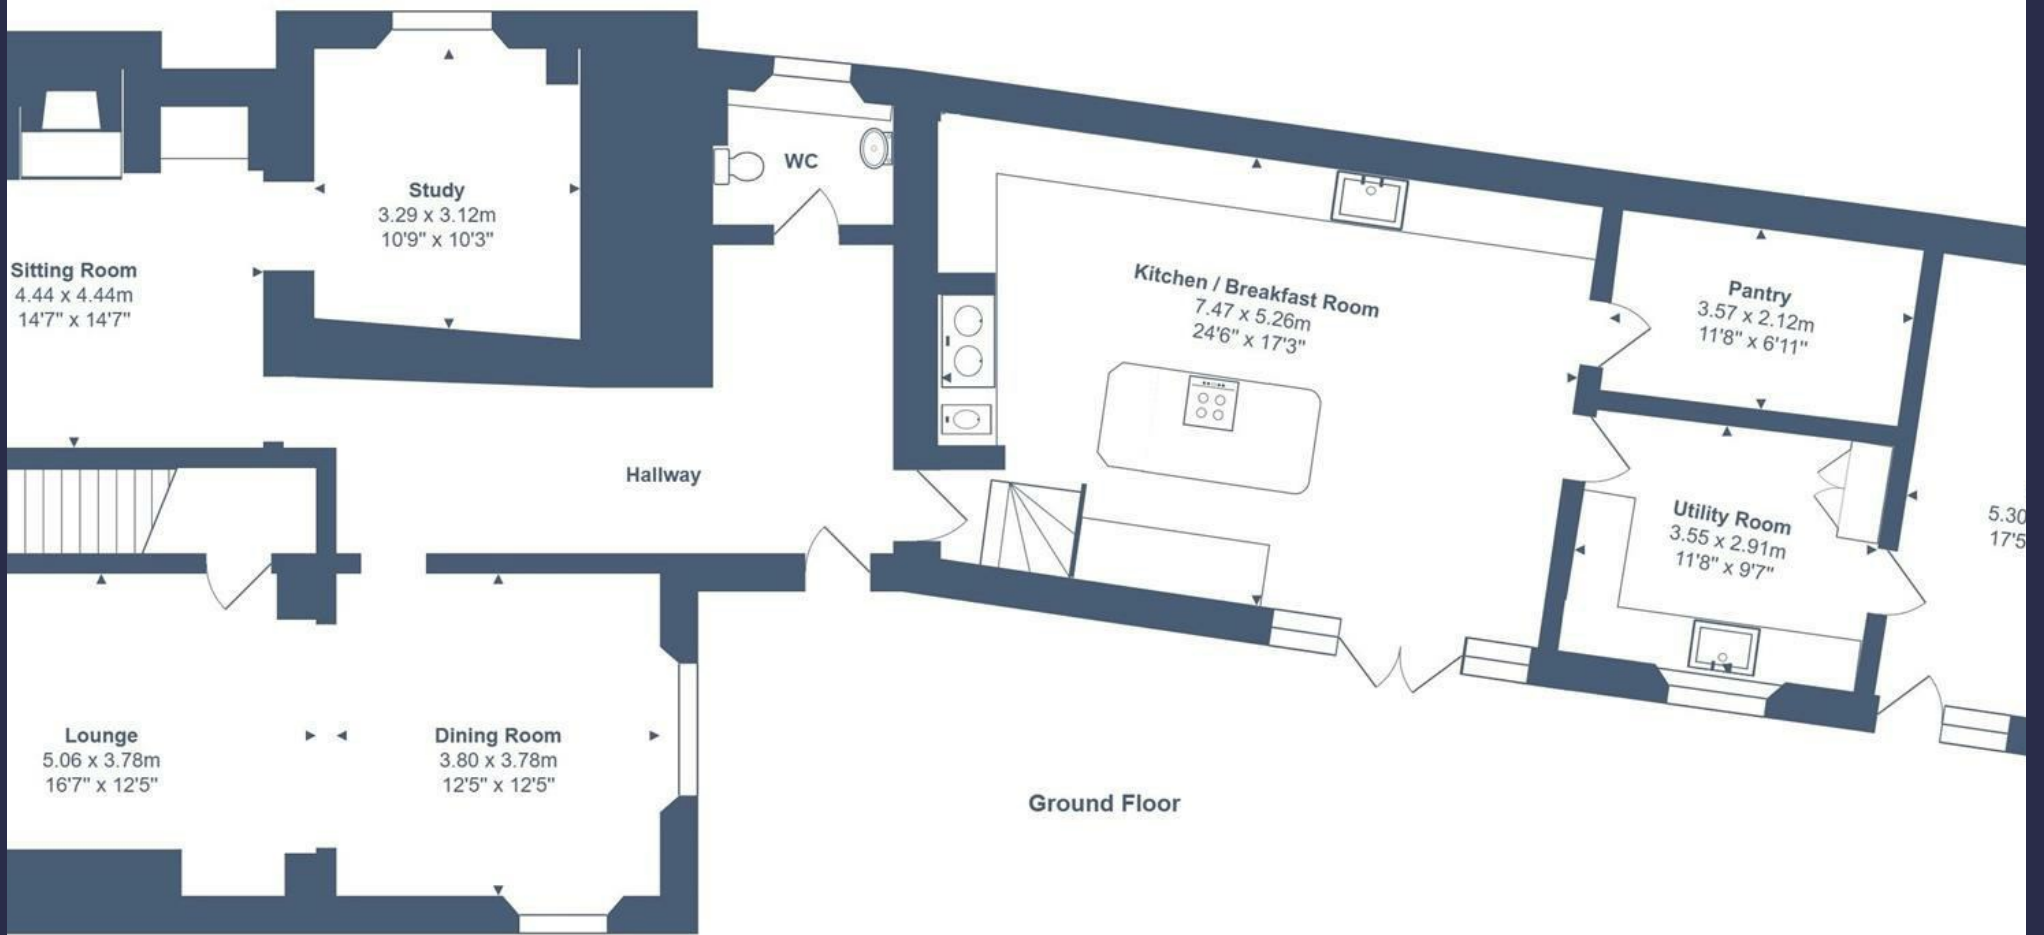 Study
3.29 x 3.12m
10'9" x 10'3"
WC
Sitting Room
4.44 x 4.44m
14'7" x 14'7"
Kitchen / Breakfast Room
7.47 x 5.26m
24'6" x 17'3"
Pantry
3.57 x 2.12m
11'8" x 6'11"
Hallway
Utility Room
3.55 x 2.91m
11'8" x 9'7"
5.30
17'5
Lounge
5.06 x 3.78m
16'7" x 12'5"
Dining Room
3.80 x 3.78m
12'5" x 12'5"
Ground Floor